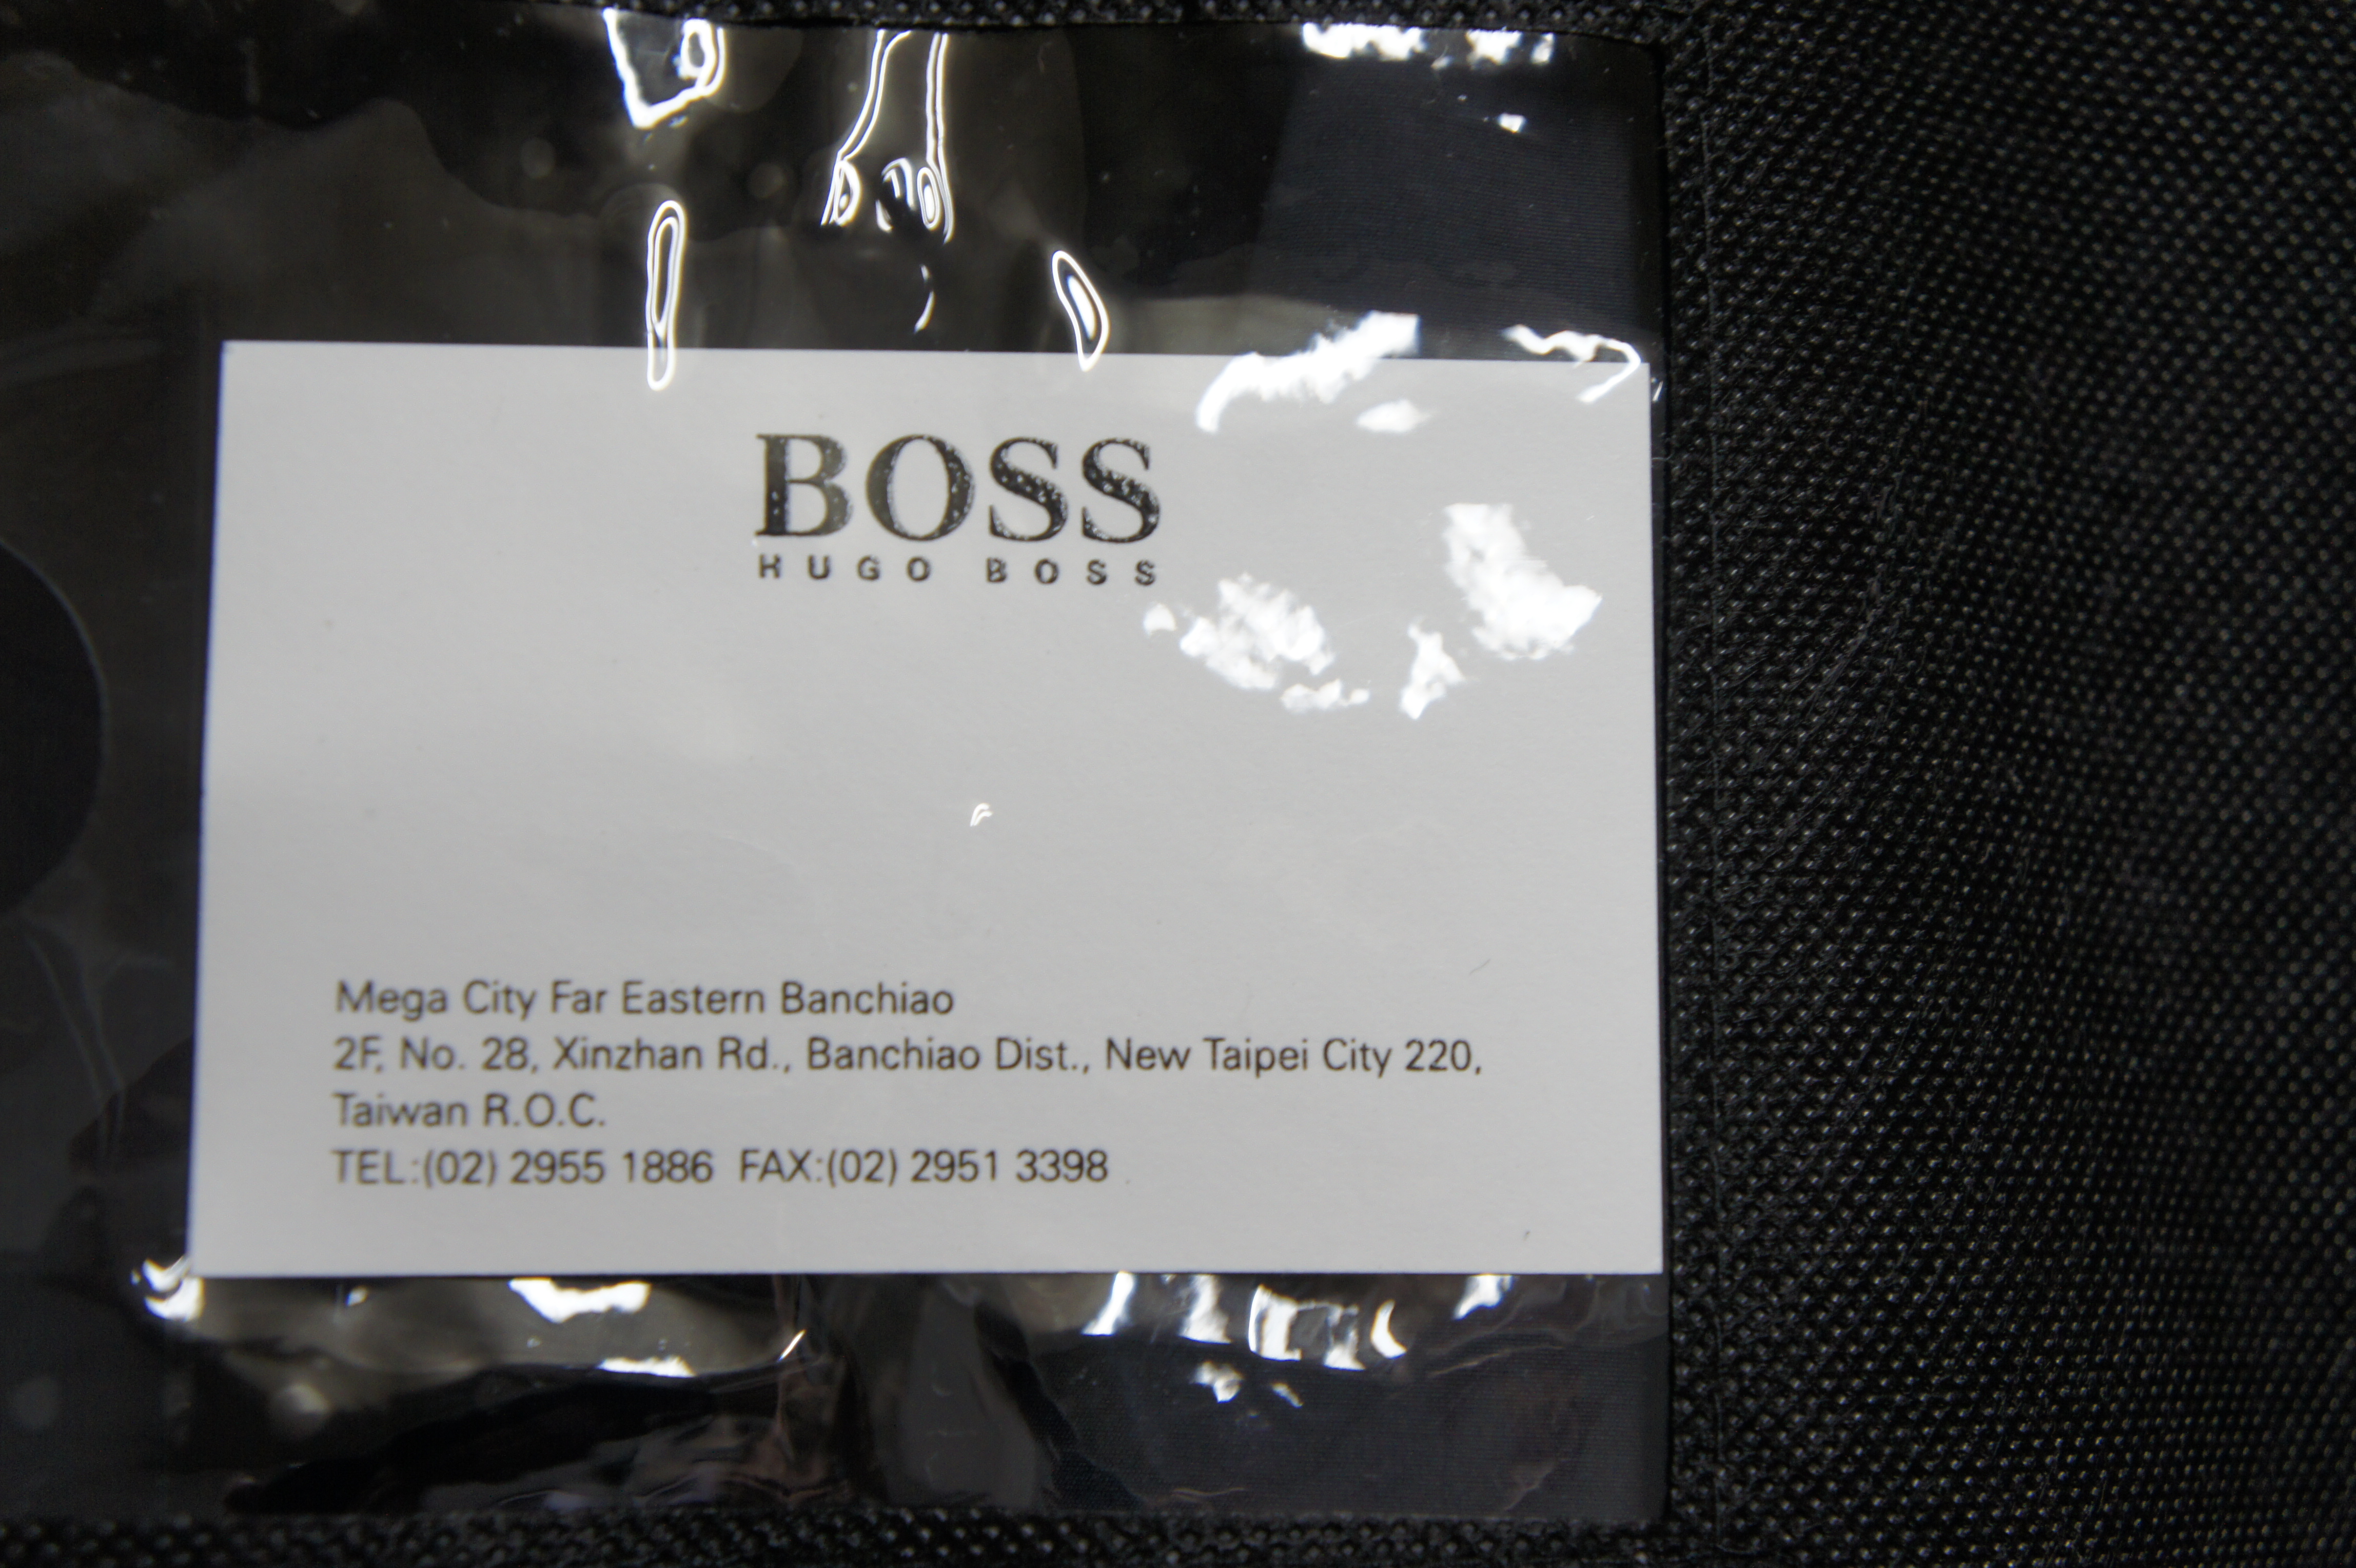 BOSS
HUGO BOSS
Mega City Far Eastern Banchiao
2F, No. 28, Xinzhan Rd., Banchiao Dist., New Taipei City 220,
Taiwan R.O.C.
TEL:(02) 2955 1886 FAX:(02) 2951 3398